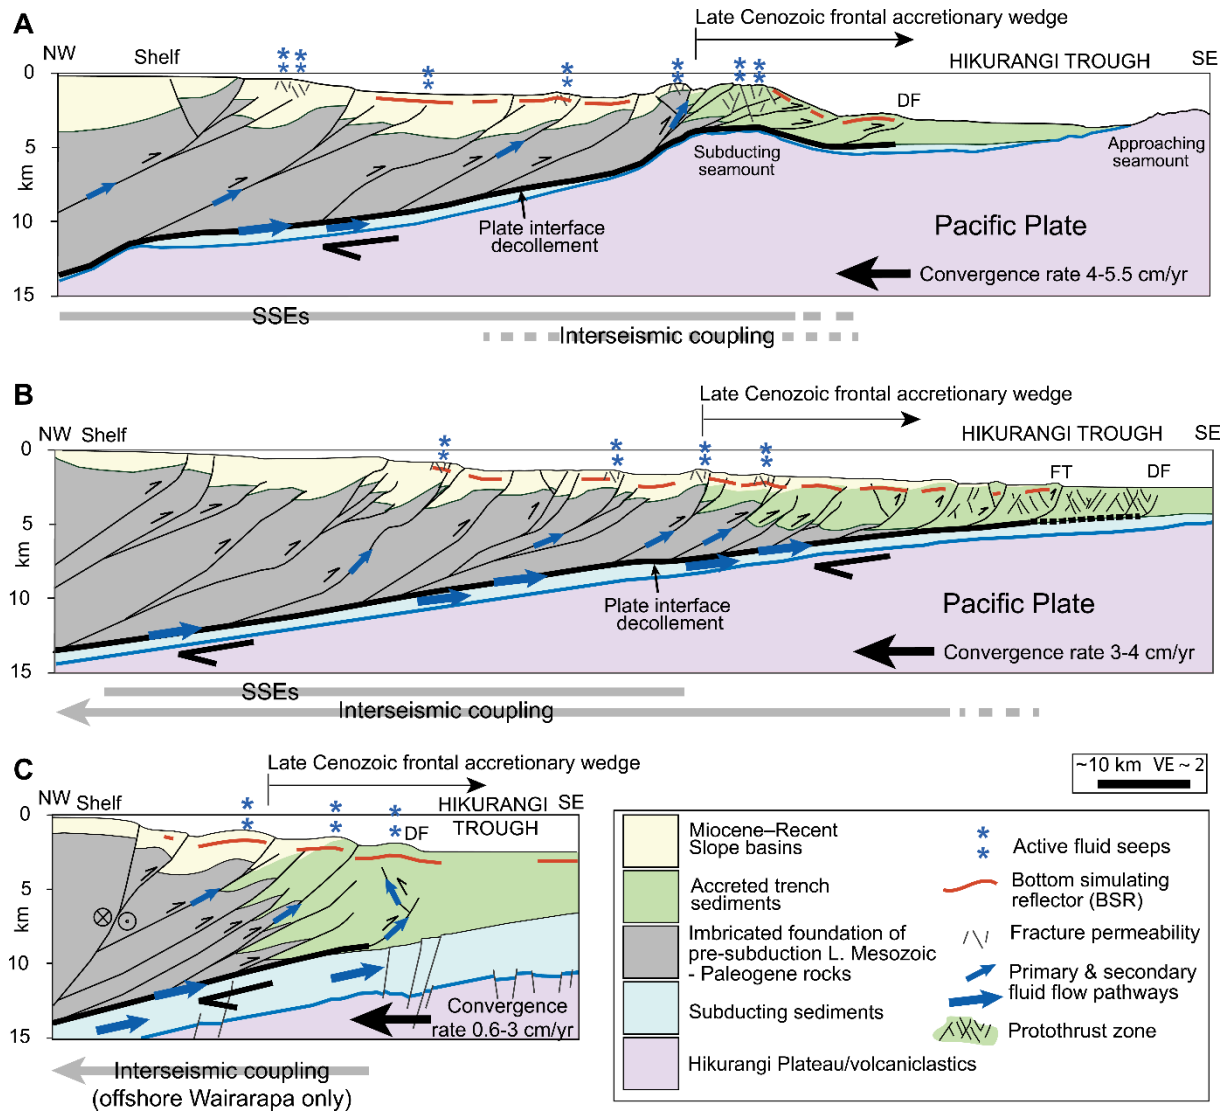 A
Late Cenozoic frontal accretionary wedge
NW
Shelf
HIKURANGI TROUGH
SE
0
5
km
10
15
DF
Subducting
seamount
Approaching
seamount
Plate interface
decollement
Pacific Plate
Convergence rate 4-5.5 cm/yr
SSEs
Interseismic coupling
B
Late Cenozoic frontal accretionary wedge
NW
Shelf
HIKURANGI TROUGH
SE
0
5
km
10
15
FT
DF
Plate interface
decollement
Pacific Plate
Convergence rate 3-4 cm/yr
SSEs
Interseismic coupling
C
Late Cenozoic frontal accretionary wedge
NW
Shelf
HIKURANGI
TROUGH
SE
DF
0
5
km
10
15
Convergence
rate 0.6-3 cm/yr
Interseismic coupling
(offshore Wairarapa only)
~10 km VE ~ 2
Miocene–Recent
Slope basins
Accreted trench
sediments
Imbricated foundation of
pre-subduction L. Mesozoic
- Paleogene rocks
Subducting sediments
Hikurangi Plateau/volcaniclastics
Active fluid seeps
Bottom simulating
reflector (BSR)
Fracture permeability
Primary & secondary
fluid flow pathways
Protothrust zone